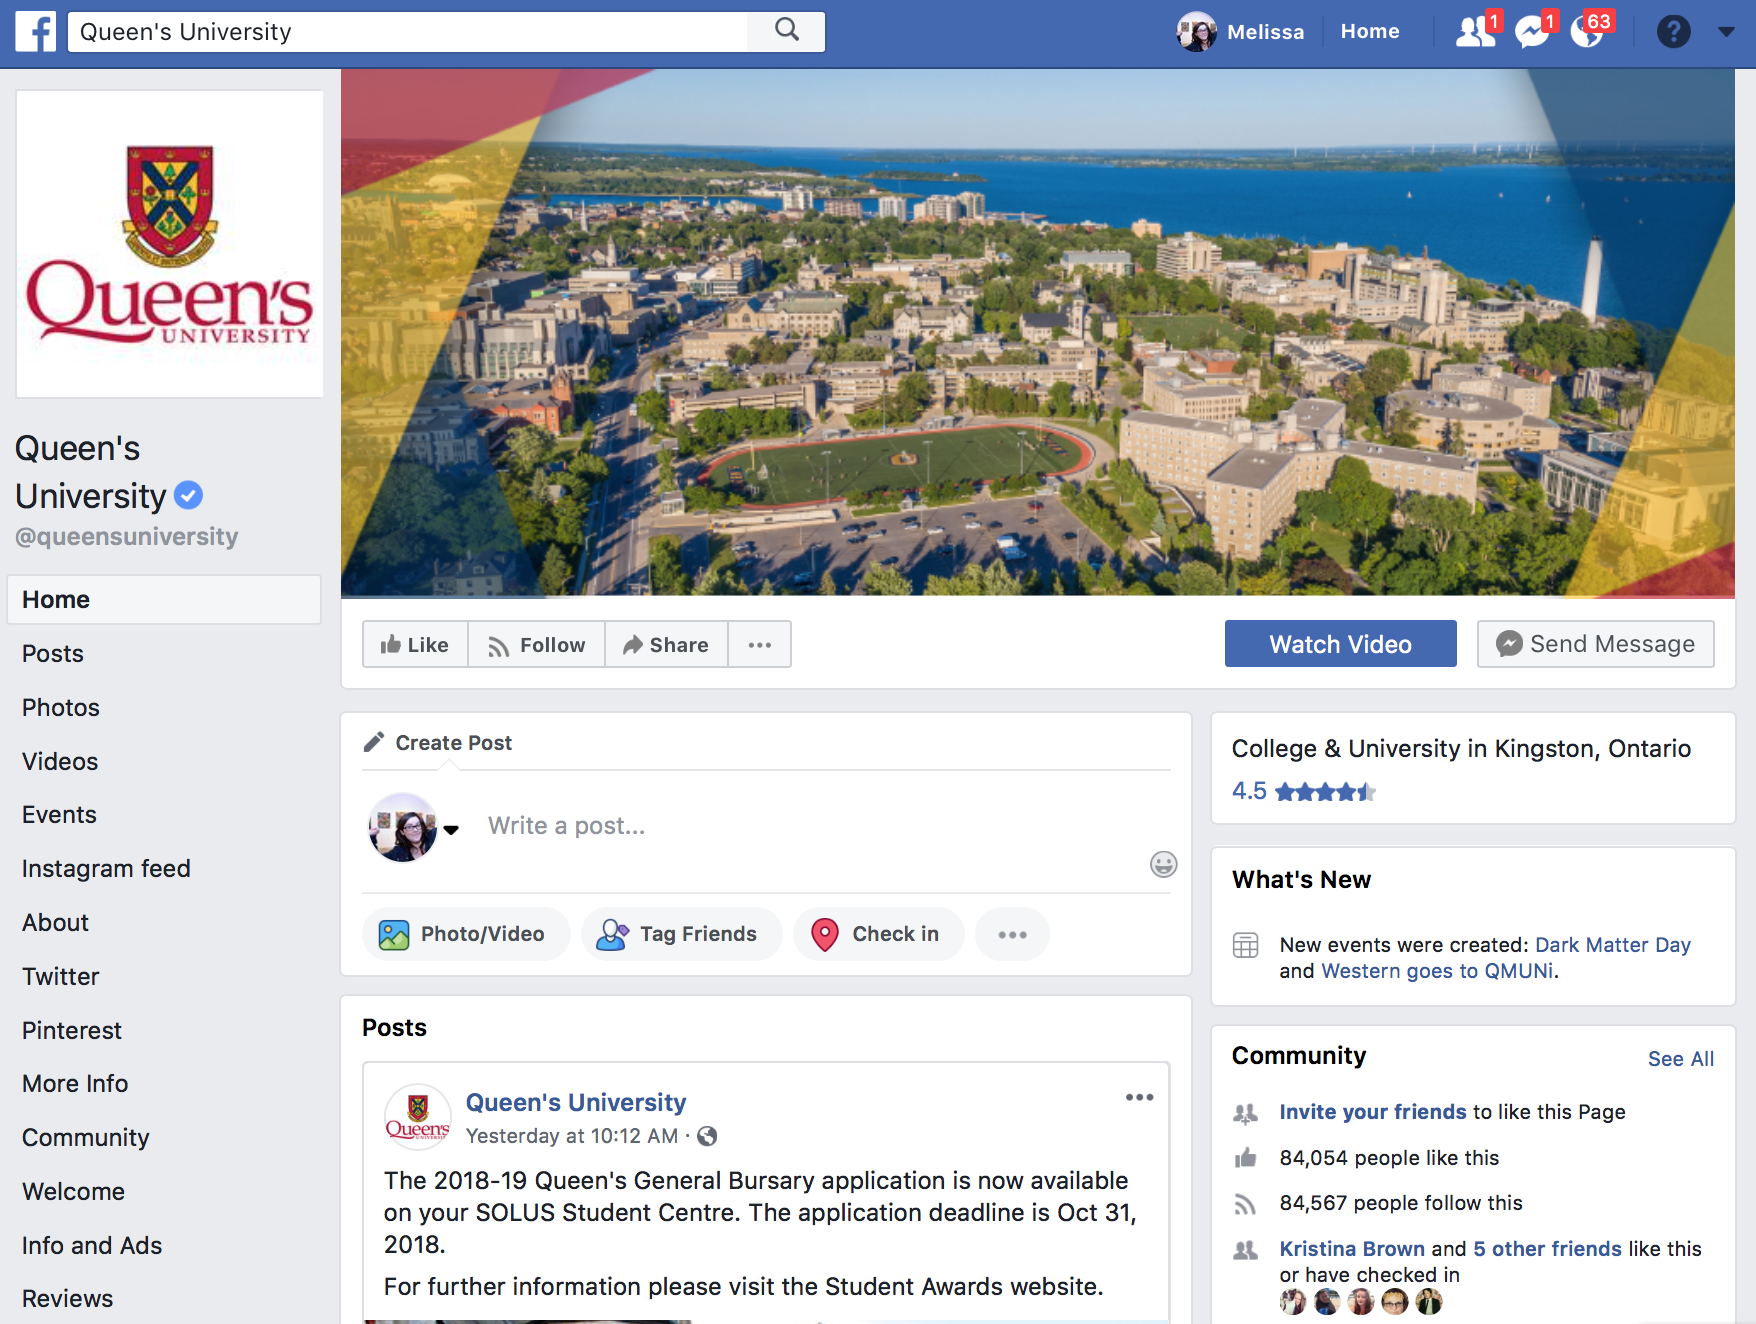 Queen's University
Melissa
Home
1
1
63
?
Queen's
UNIVERSITY
Queen's
University
@queensuniversity
Home
Posts
Photos
Videos
Events
Instagram feed
About
Twitter
Pinterest
More Info
Community
Welcome
Info and Ads
Reviews
Like
Follow
Share
Watch Video
Send Message
Create Post
Write a post...
Photo/Video
Tag Friends
Check in
Posts
Queen's
Queen's University
Yesterday at 10:12 AM ·
The 2018-19 Queen's General Bursary application is now available
on your SOLUS Student Centre. The application deadline is Oct 31,
2018.
For further information please visit the Student Awards website.
College & University in Kingston, Ontario
4.5
What's New
New events were created: Dark Matter Day
and Western goes to QMUNi.
Community
See All
Invite your friends to like this Page
84,054 people like this
84,567 people follow this
Kristina Brown and 5 other friends like this
or have checked in